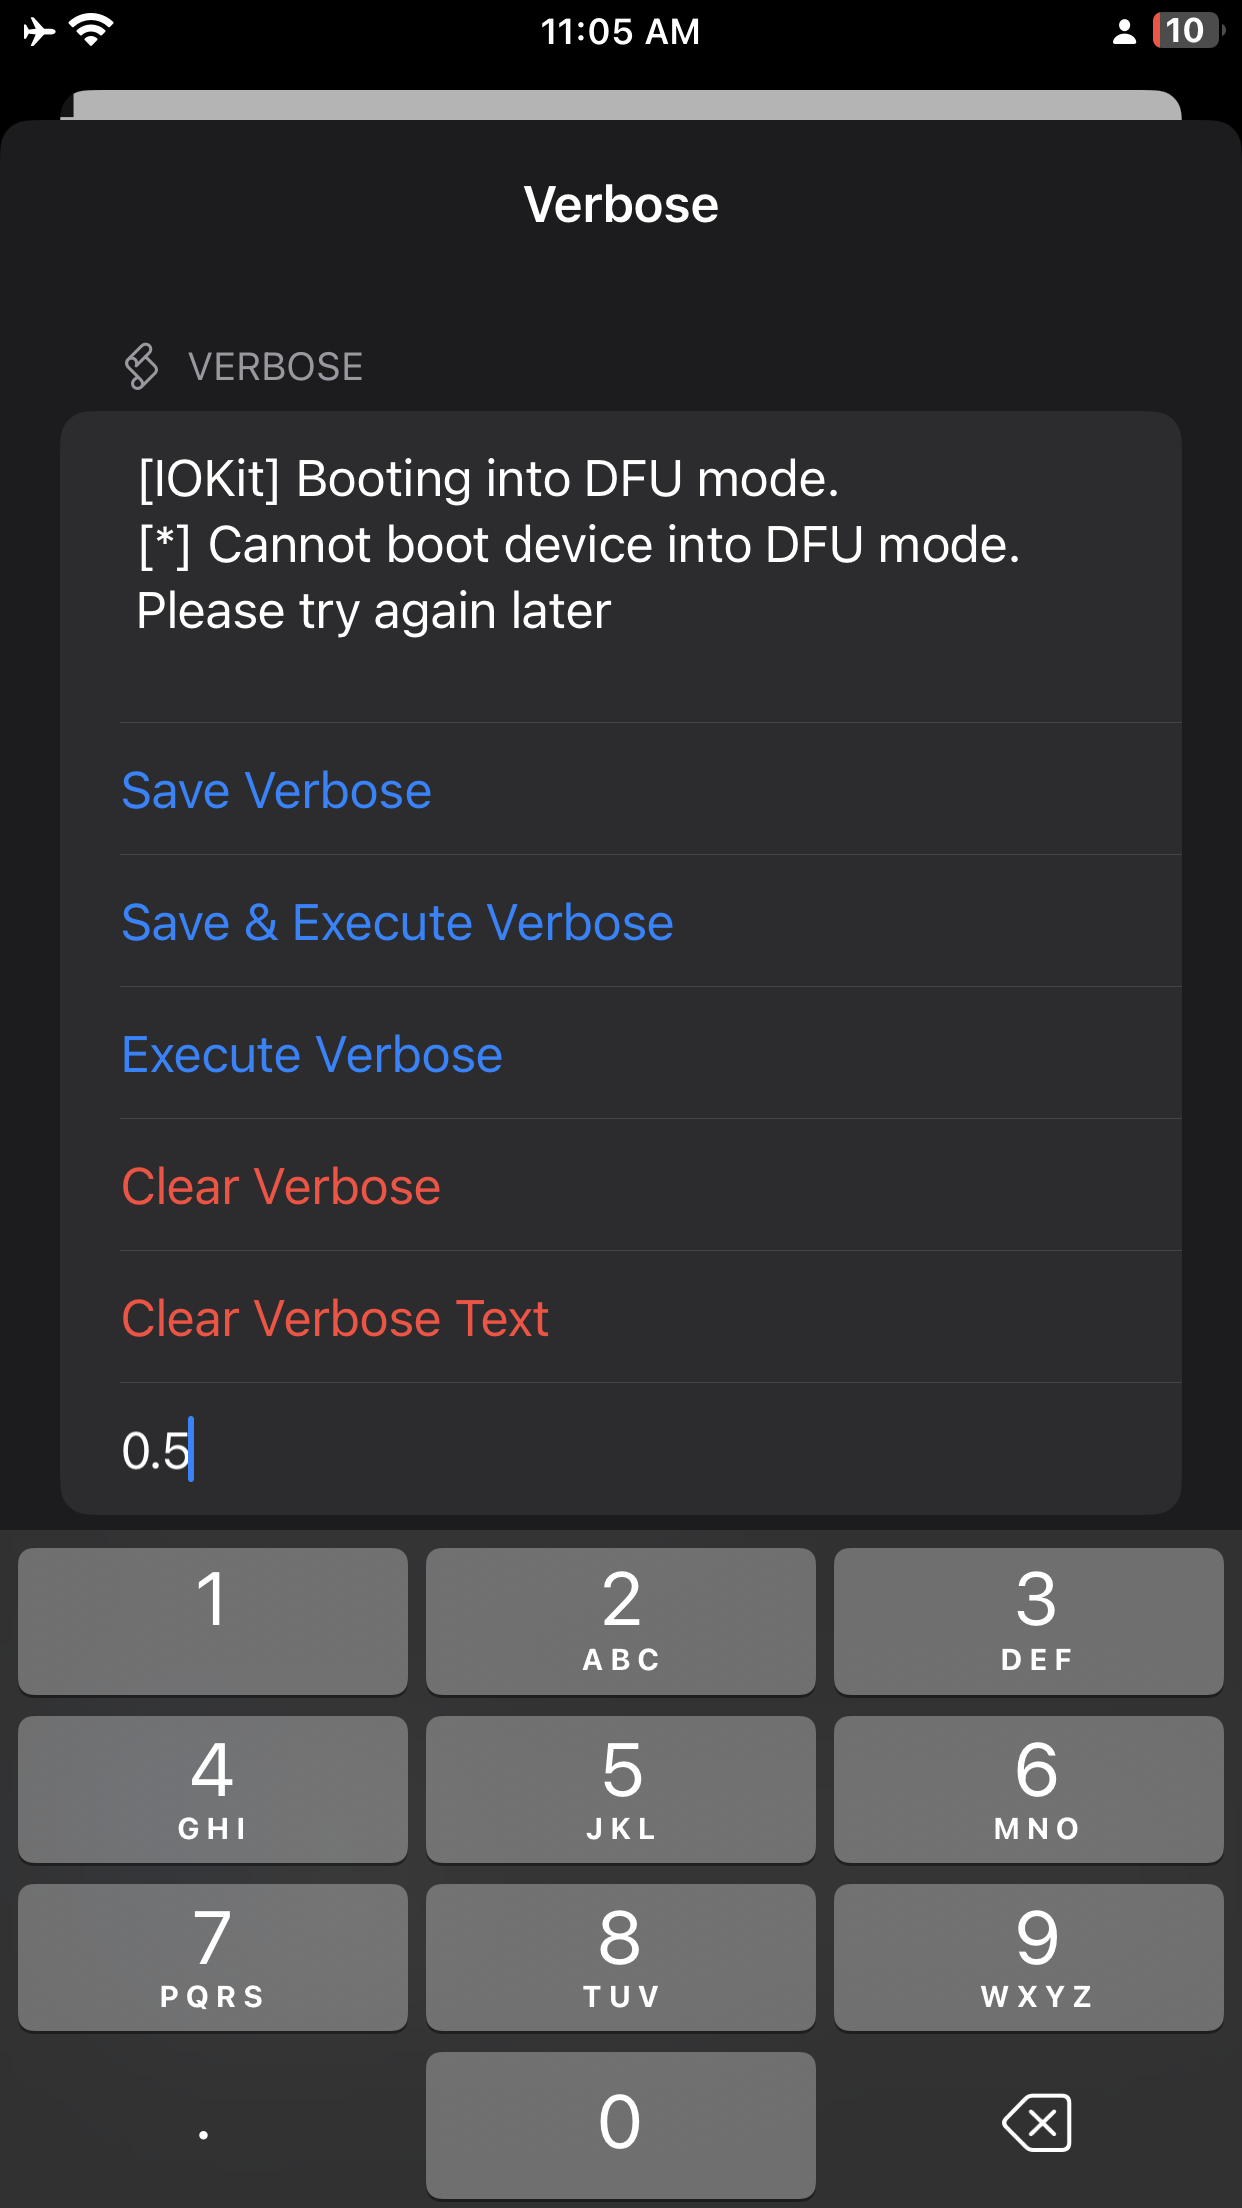 11:05 AM
10
Verbose
VERBOSE
[IOKit] Booting into DFU mode.
[*] Cannot boot device into DFU mode.
Please try again later
Save Verbose
Save & Execute Verbose
Execute Verbose
Clear Verbose
Clear Verbose Text
0.5
1
2
ABC
3
DEF
4
GHI
5
JKL
6
MNO
7
PQRS
8
TUV
9
WXYZ
.
0